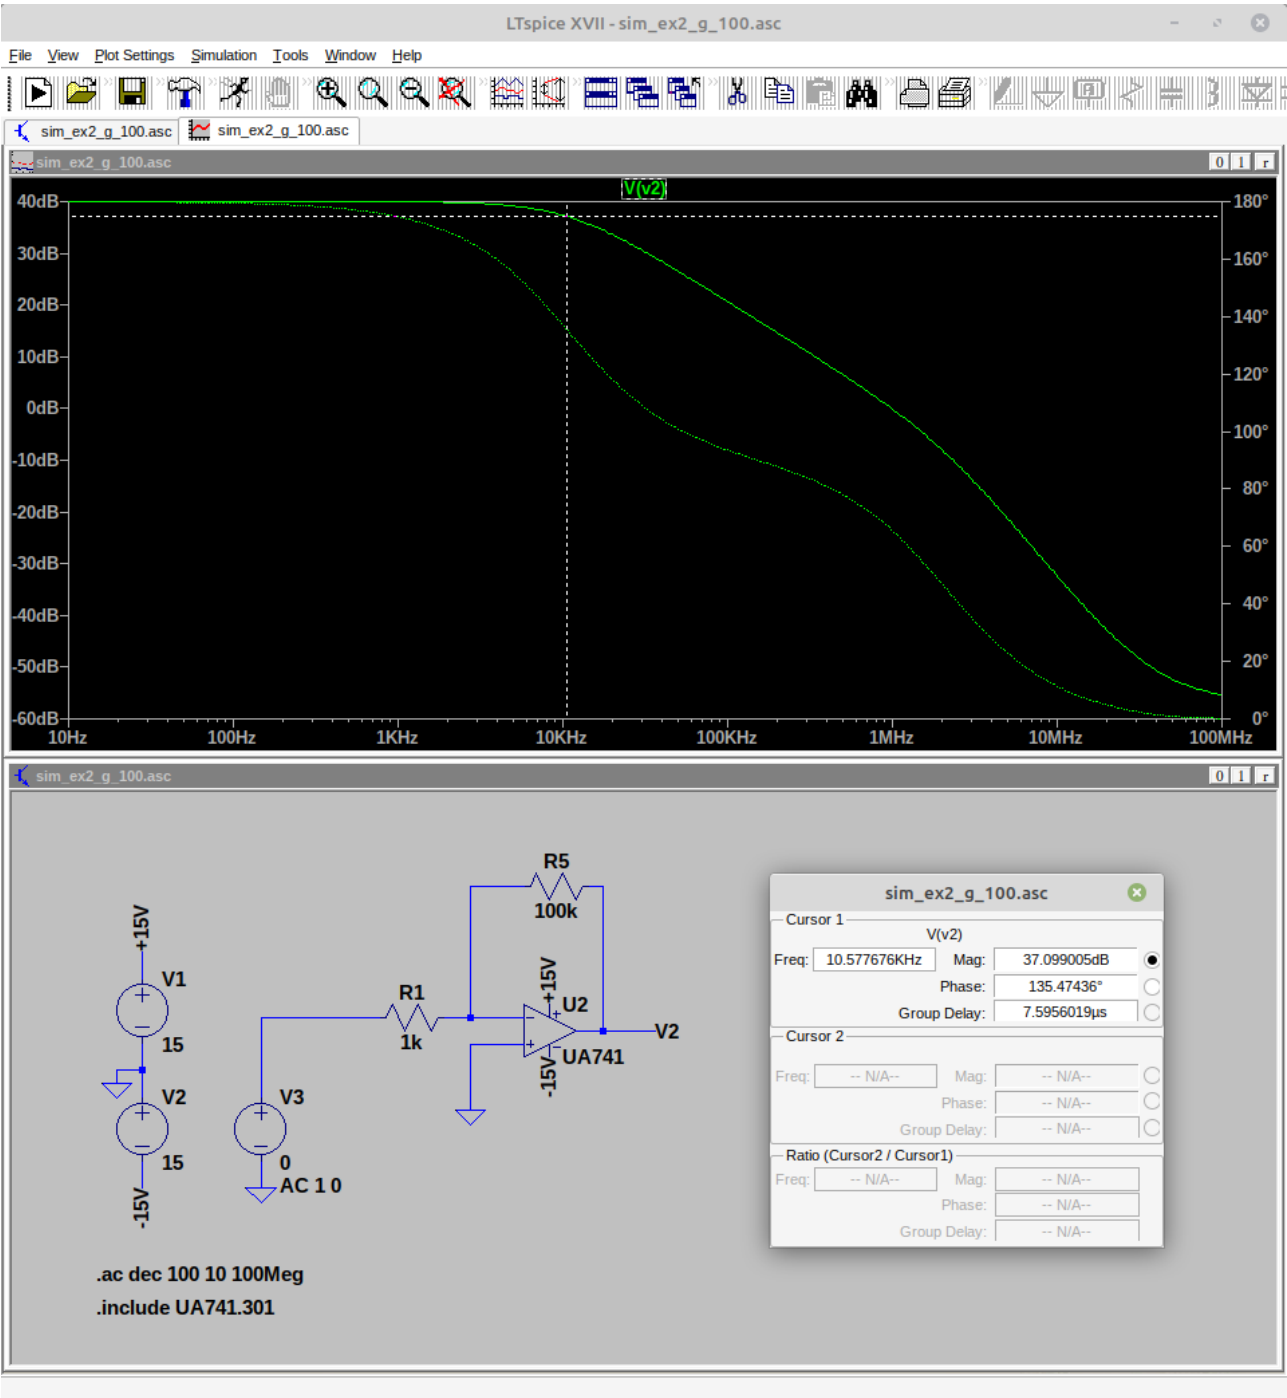 LTspice XVII - sim_ex2_g_100.asc
File View Plot Settings Simulation Tools Window Help
sim_ex2_g_100.asc sim_ex2_g_100.asc
sim_ex2_g_100.asc
V(v2)
40dB
30dB
20dB
10dB
0dB
-10dB
-20dB
-30dB
-40dB
-50dB
-60dB
180°
160°
140°
120°
100°
80°
60°
40°
20°
0°
10Hz 100Hz 1KHz 10KHz 100KHz 1MHz 10MHz 100MHz
sim_ex2_g_100.asc
+15V
V1
15
V2
15
-15V
V3
0
AC 1 0
R1
1k
R5
100k
+15V
U2
UA741
-15V
V2
.ac dec 100 10 100Meg
.include UA741.301
sim_ex2_g_100.asc
Cursor 1
V(v2)
Freq: 10.577676KHz Mag: 37.099005dB
Phase: 135.47436°
Group Delay: 7.5956019µs
Cursor 2
Freq: -- N/A-- Mag: -- N/A--
Phase: -- N/A--
Group Delay: -- N/A--
Ratio (Cursor2 / Cursor1)
Freq: -- N/A-- Mag: -- N/A--
Phase: -- N/A--
Group Delay: -- N/A--